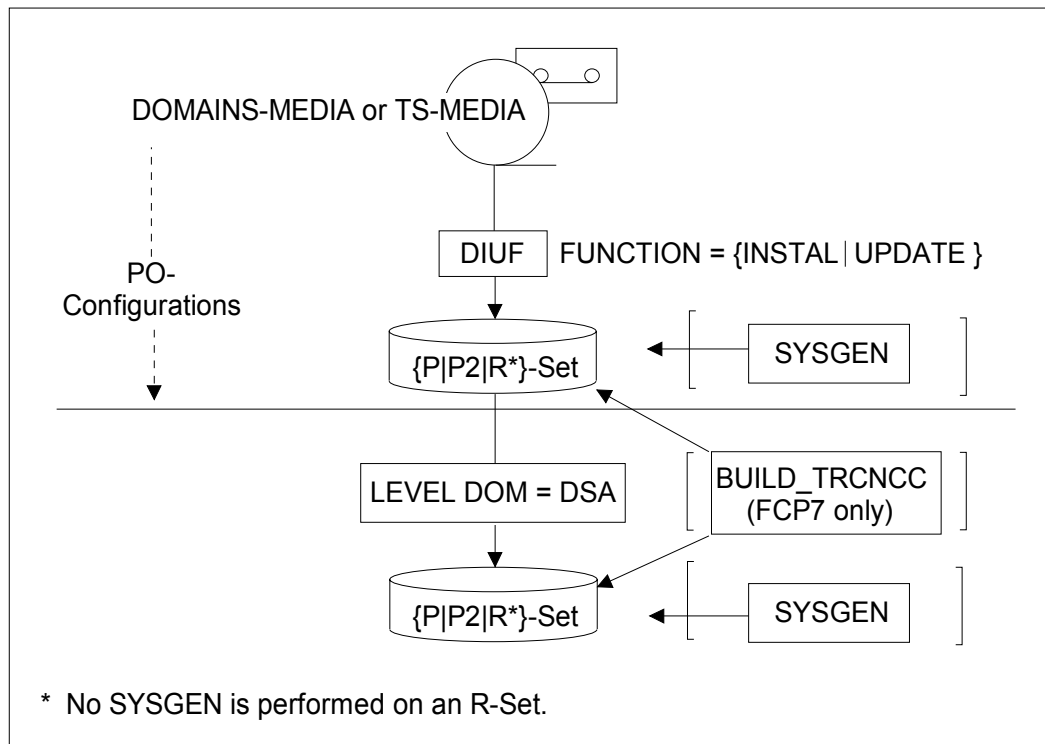 DOMAINS-MEDIA or TS-MEDIA
DIUF FUNCTION = {INSTAL|UPDATE }
PO-
Configurations
{P|P2|R*}-Set
SYSGEN
LEVEL DOM = DSA
BUILD_TRCNCC
(FCP7 only)
{P|P2|R*}-Set
SYSGEN
* No SYSGEN is performed on an R-Set.